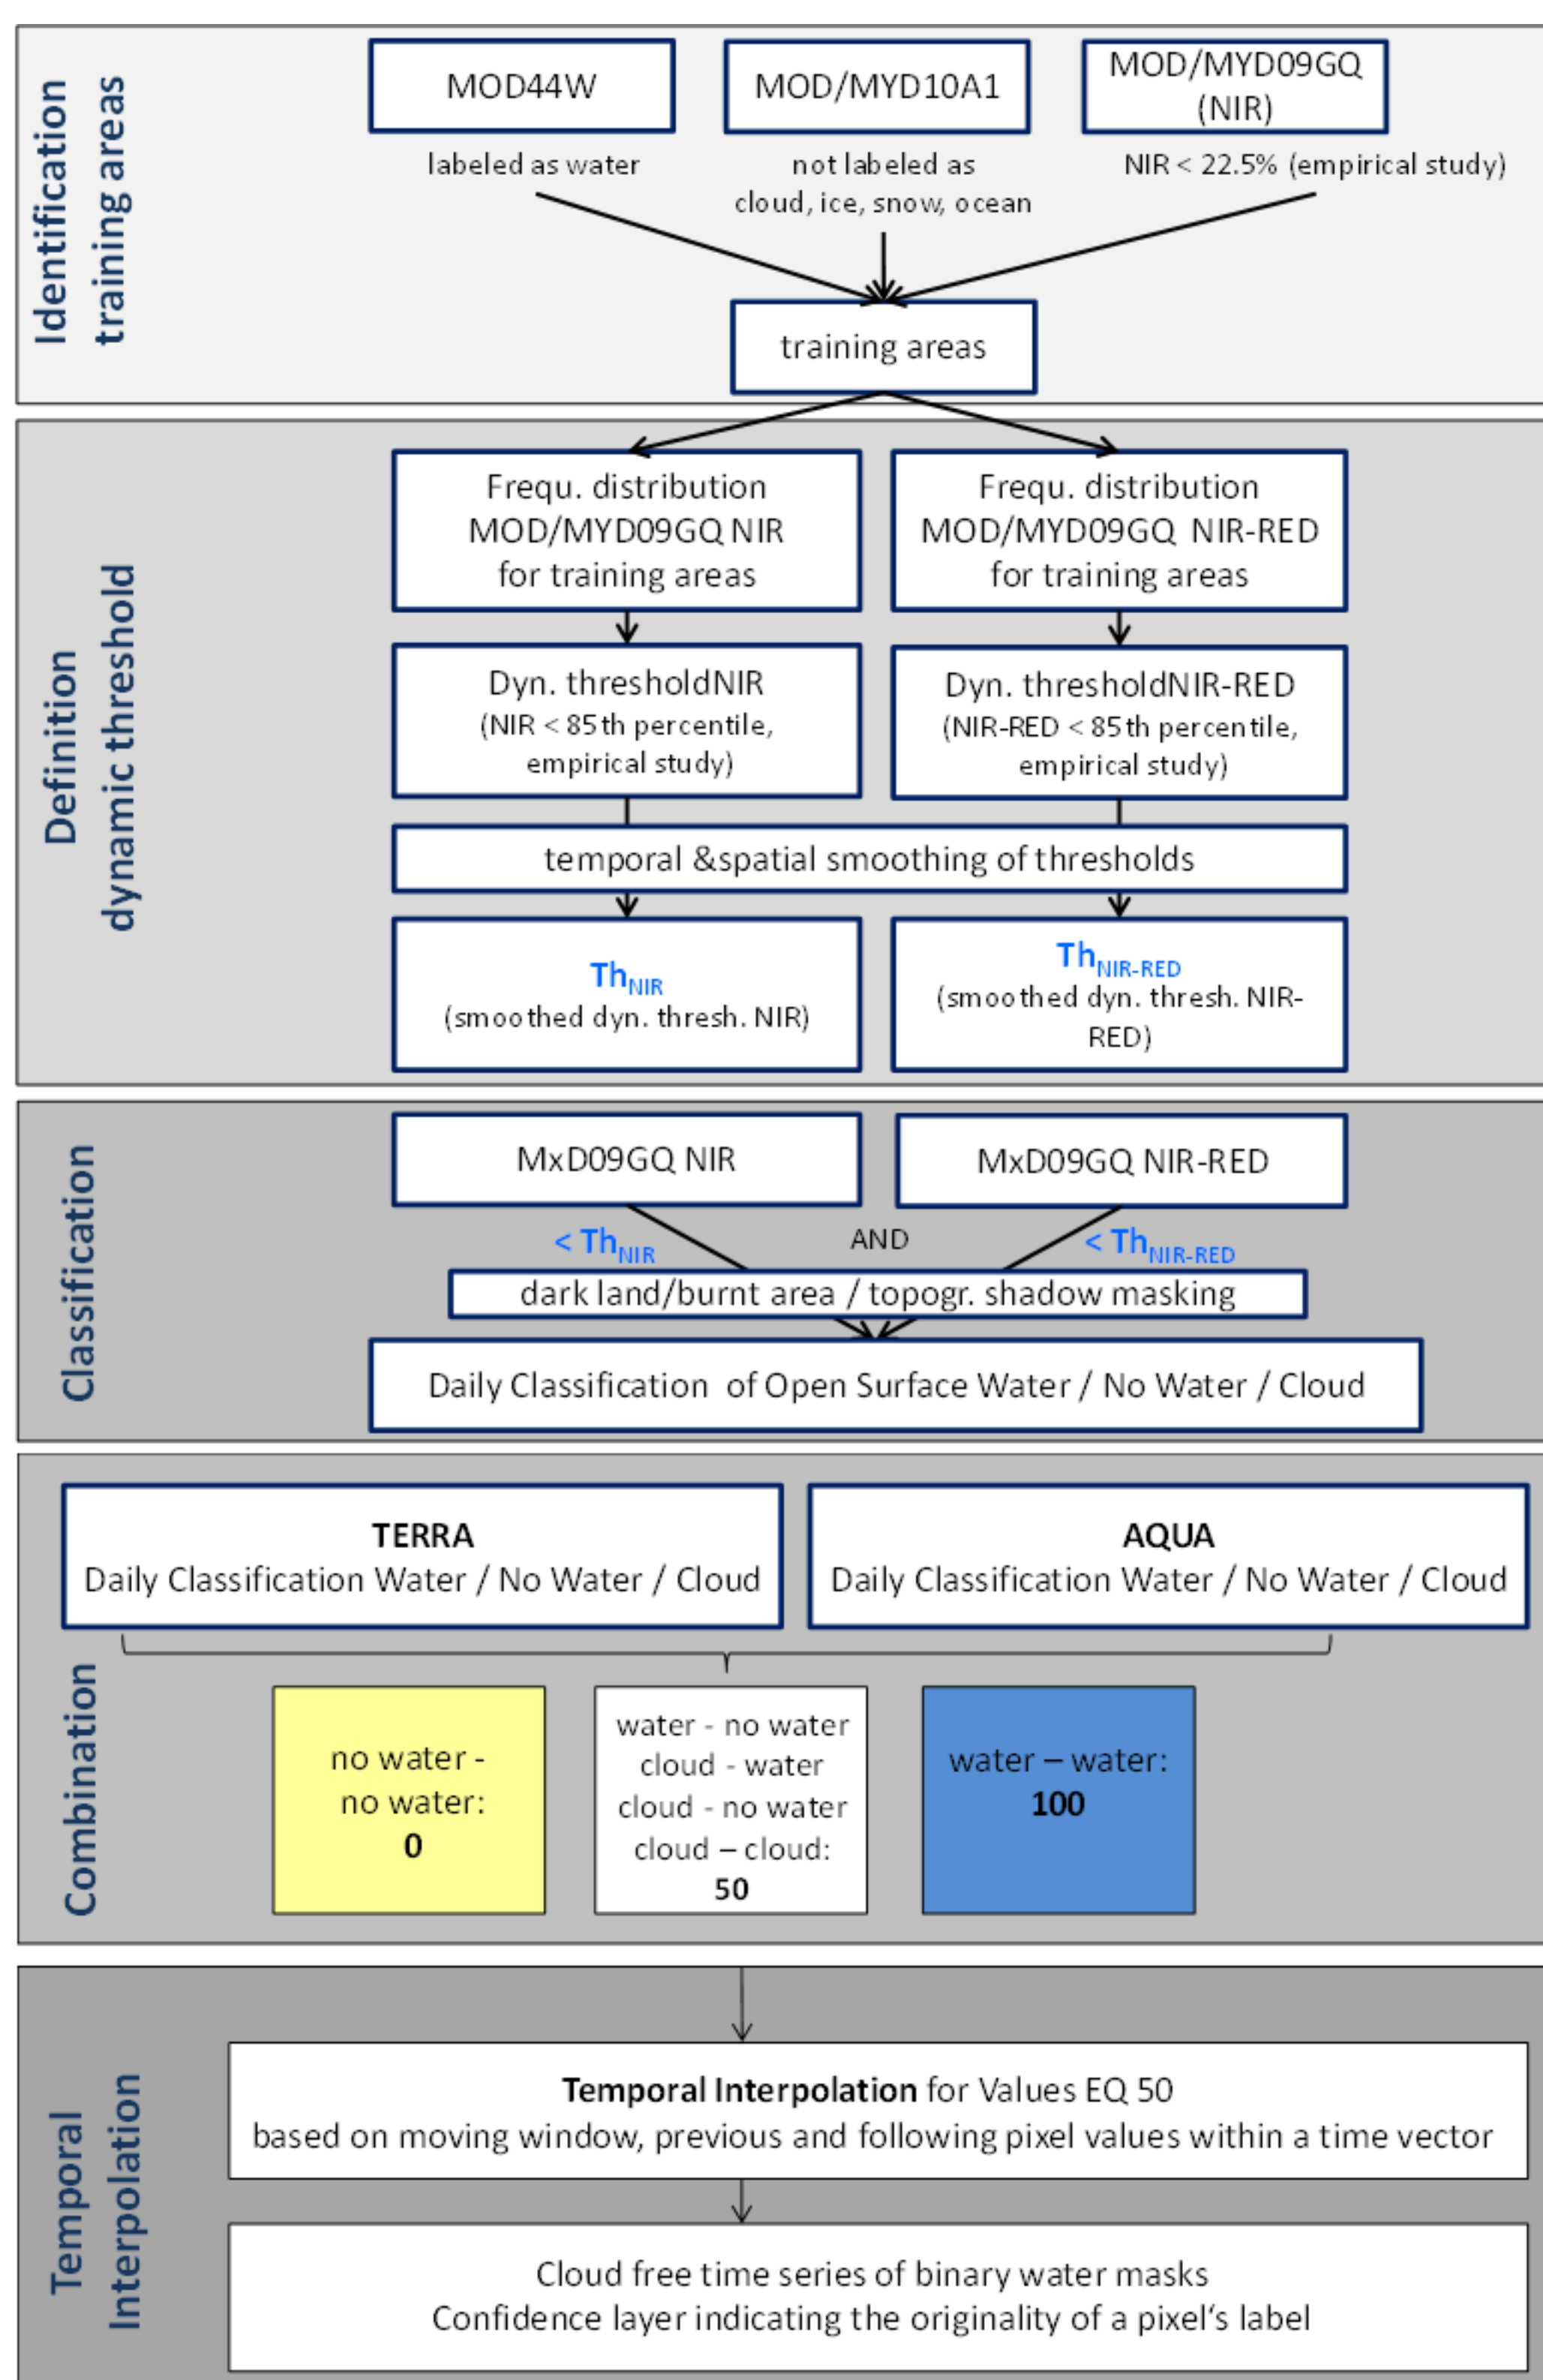 Identification
training areas
MOD44W
MOD/MYD10A1
MOD/MYD09GQ
(NIR)
labeled as water
not labeled as
cloud, ice, snow, ocean
NIR < 22.5% (empirical study)
training areas
Definition
dynamic threshold
Frequ. distribution
MOD/MYD09GQ NIR
for training areas
Frequ. distribution
MOD/MYD09GQ NIR-RED
for training areas
Dyn. thresholdNIR
(NIR < 85th percentile,
empirical study)
Dyn. thresholdNIR-RED
(NIR-RED < 85th percentile,
empirical study)
temporal &spatial smoothing of thresholds
ThNIR
(smoothed dyn. thresh. NIR)
ThNIR-RED
(smoothed dyn. thresh. NIR-
RED)
Classification
MxD09GQ NIR
MxD09GQ NIR-RED
< ThNIR
AND
< ThNIR-RED
dark land/burnt area / topogr. shadow masking
Daily Classification of Open Surface Water / No Water / Cloud
Combination
TERRA
Daily Classification Water / No Water / Cloud
AQUA
Daily Classification Water / No Water / Cloud
no water -
no water:
0
water - no water
cloud - water
cloud - no water
cloud – cloud:
50
water – water:
100
Temporal
Interpolation
Temporal Interpolation for Values EQ 50
based on moving window, previous and following pixel values within a time vector
Cloud free time series of binary water masks
Confidence layer indicating the originality of a pixel‘s label